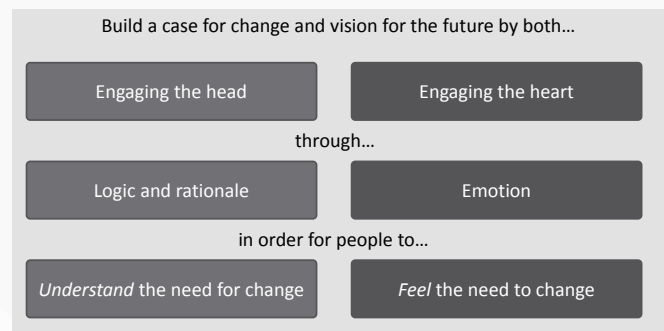 Build a case for change and vision for the future by both…
Engaging the head
Engaging the heart
through…
Logic and rationale
Emotion
in order for people to…
Understand the need for change
Feel the need to change